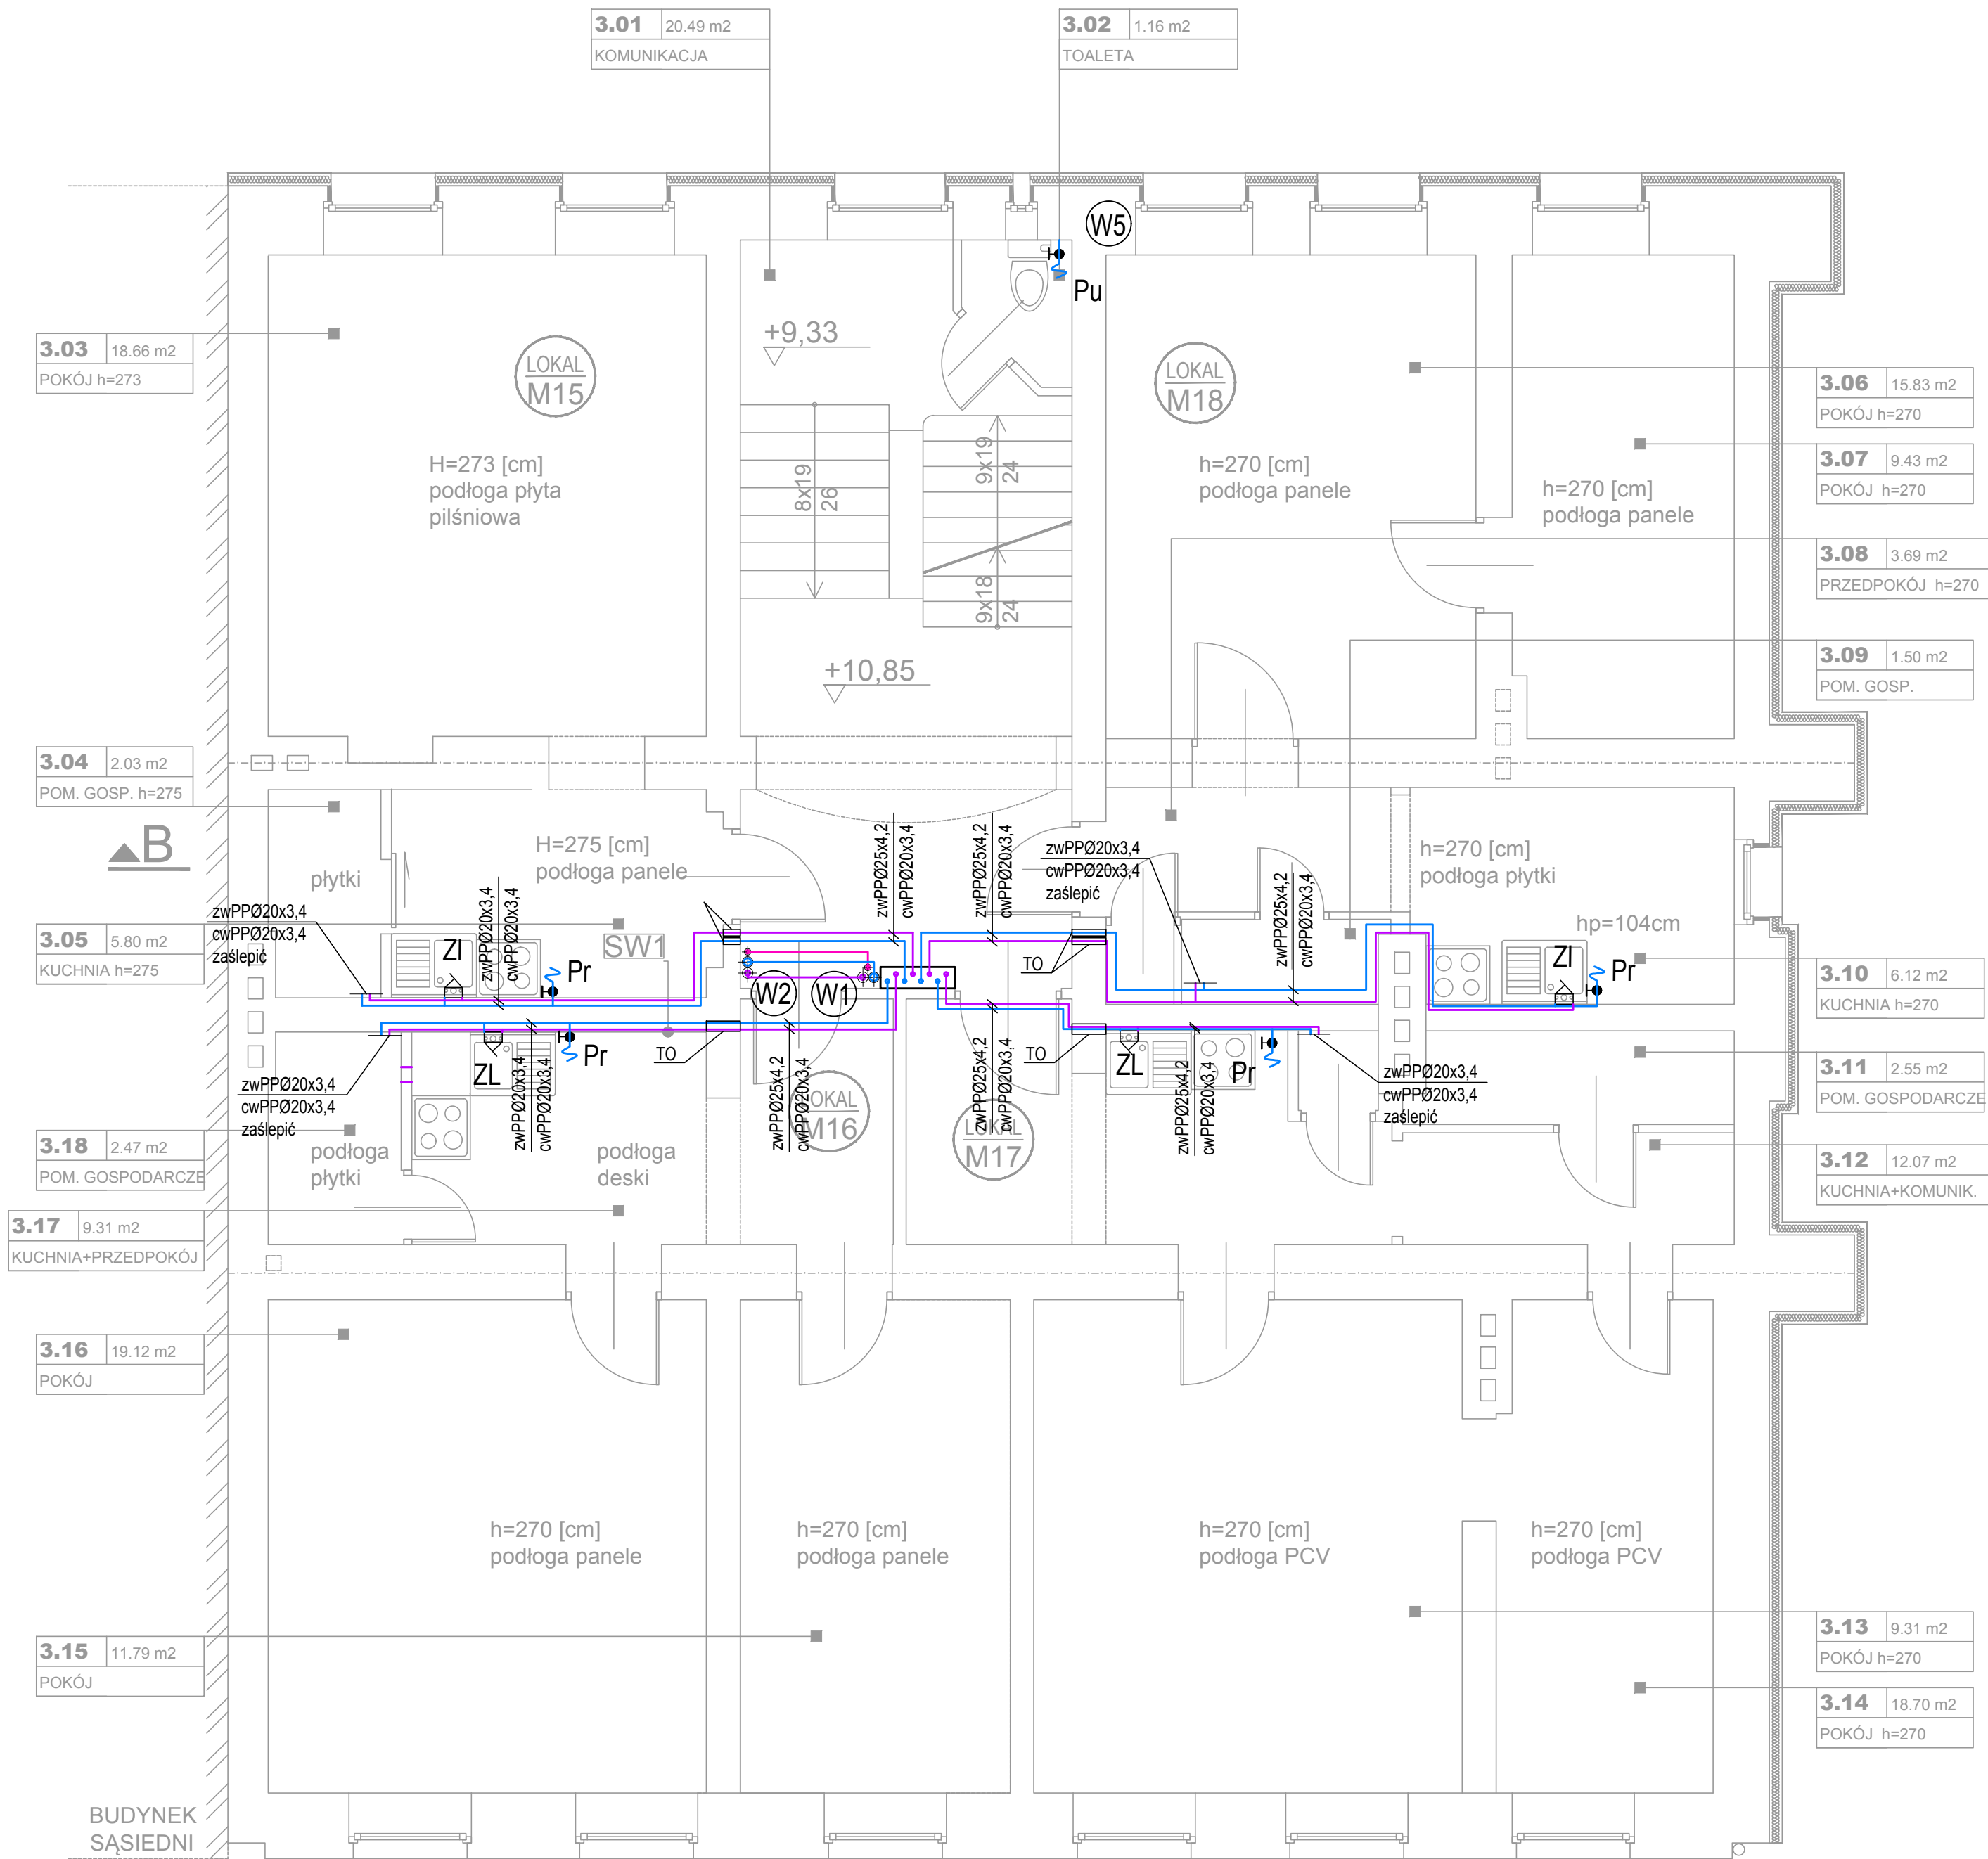 3.01 20.49 m2
KOMUNIKACJA
3.02 1.16 m2
TOALETA
W5
Pu
+9,33
3.03 18.66 m2
POKÓJ h=273
LOKAL
M15
LOKAL
M18
3.06 15.83 m2
POKÓJ h=270
3.07 9.43 m2
POKÓJ h=270
H=273 [cm]
podłoga płyta
pilśniowa
8x19
26
9x19
24
h=270 [cm]
podłoga panele
h=270 [cm]
podłoga panele
3.08 3.69 m2
PRZEDPOKÓJ h=270
9x18
24
+10,85
3.09 1.50 m2
POM. GOSP.
3.04 2.03 m2
POM. GOSP. h=275
B
H=275 [cm]
podłoga panele
płytki
zwPPØ25x4,2
cwPPØ20x3,4
zwPPØ25x4,2
cwPPØ20x3,4
zwPPØ20x3,4
cwPPØ20x3,4
zaślepić
h=270 [cm]
podłoga płytki
zwPPØ25x4,2
cwPPØ20x3,4
hp=104cm
zwPPØ20x3,4
cwPPØ20x3,4
zaślepić
zwPPØ20x3,4
cwPPØ20x3,4
3.05 5.80 m2
KUCHNIA h=275
SW1
ZI
Pr
TO
ZI
Pr
3.10 6.12 m2
KUCHNIA h=270
W2
W1
ZL
Pr
TO
TO
ZL
Pr
3.11 2.55 m2
POM. GOSPODARCZE
zwPPØ20x3,4
cwPPØ20x3,4
zaślepić
zwPPØ20x3,4
cwPPØ20x3,4
zwPPØ25x4,2
cwPPØ20x3,4
zwPPØ25x4,2
cwPPØ20x3,4
zwPPØ25x4,2
cwPPØ20x3,4
zwPPØ20x3,4
cwPPØ20x3,4
zaślepić
LOKAL
M16
LOKAL
M17
3.18 2.47 m2
POM. GOSPODARCZE
podłoga
płytki
podłoga
deski
3.12 12.07 m2
KUCHNIA+KOMUNIK.
3.17 9.31 m2
KUCHNIA+PRZEDPOKÓJ
3.16 19.12 m2
POKÓJ
h=270 [cm]
podłoga panele
h=270 [cm]
podłoga panele
h=270 [cm]
podłoga PCV
h=270 [cm]
podłoga PCV
3.15 11.79 m2
POKÓJ
3.13 9.31 m2
POKÓJ h=270
3.14 18.70 m2
POKÓJ h=270
BUDYNEK
SĄSIEDNI